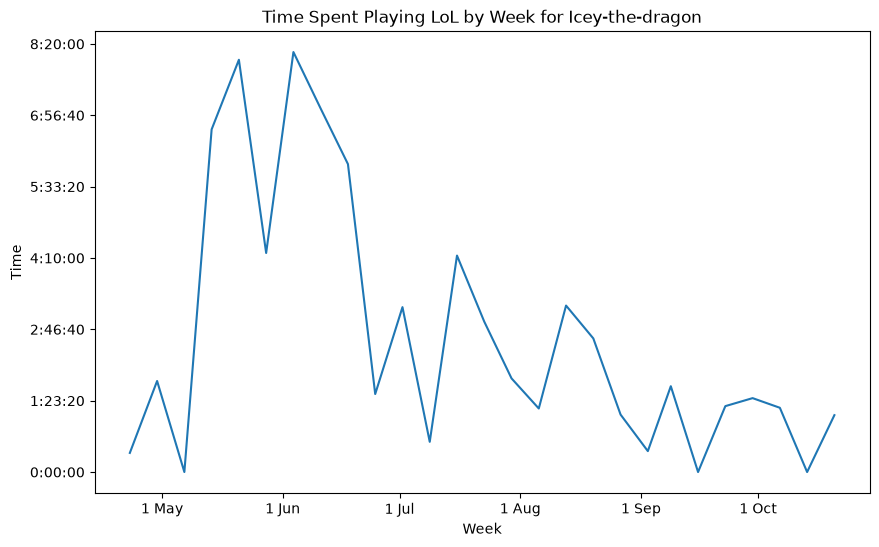 Time Spent Playing LoL by Week for Icey-the-dragon
8:20:00
6:56:40
5:33:20
4:10:00
2:46:40
1:23:20
0:00:00
Time
1 May
1 Jun
1 Jul
1 Aug
1 Sep
1 Oct
Week